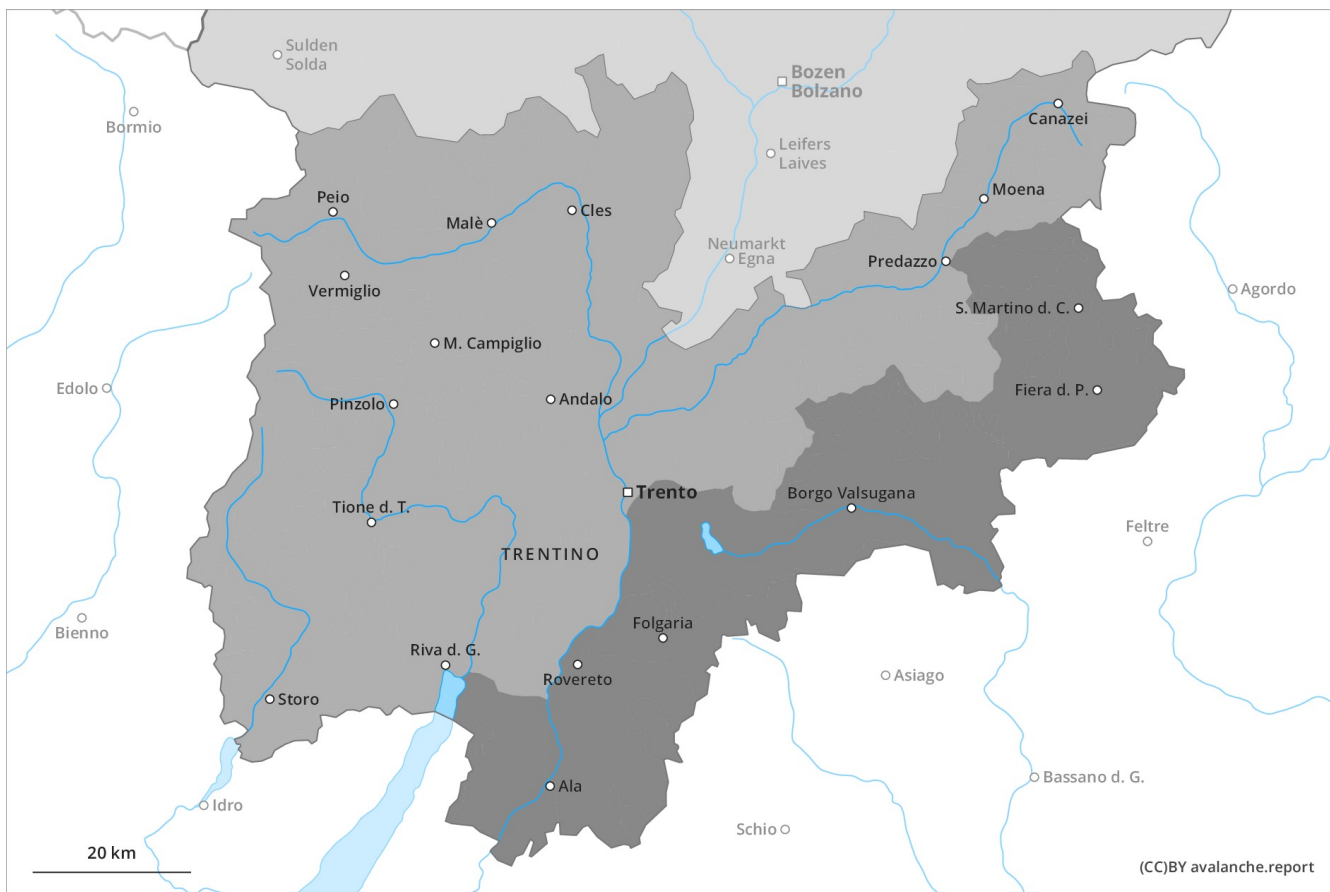 Sulden
Solda
Bozen
Bolzano
Bormio
Canazei
Leifers
Laives
Moena
Peio
Malè
Cles
Neumarkt
Egna
Predazzo
Vermiglio
Agordo
S. Martino d. C.
M. Campiglio
Edolo
Pinzolo
Andalo
Fiera d. P.
Trento
Borgo Valsugana
Tione d. T.
Feltre
TRENTINO
Bienno
Folgaria
Riva d. G.
Rovereto
Asiago
Storo
Bassano d. G.
Ala
Idro
Schio
20 km
(CC)BY avalanche.report